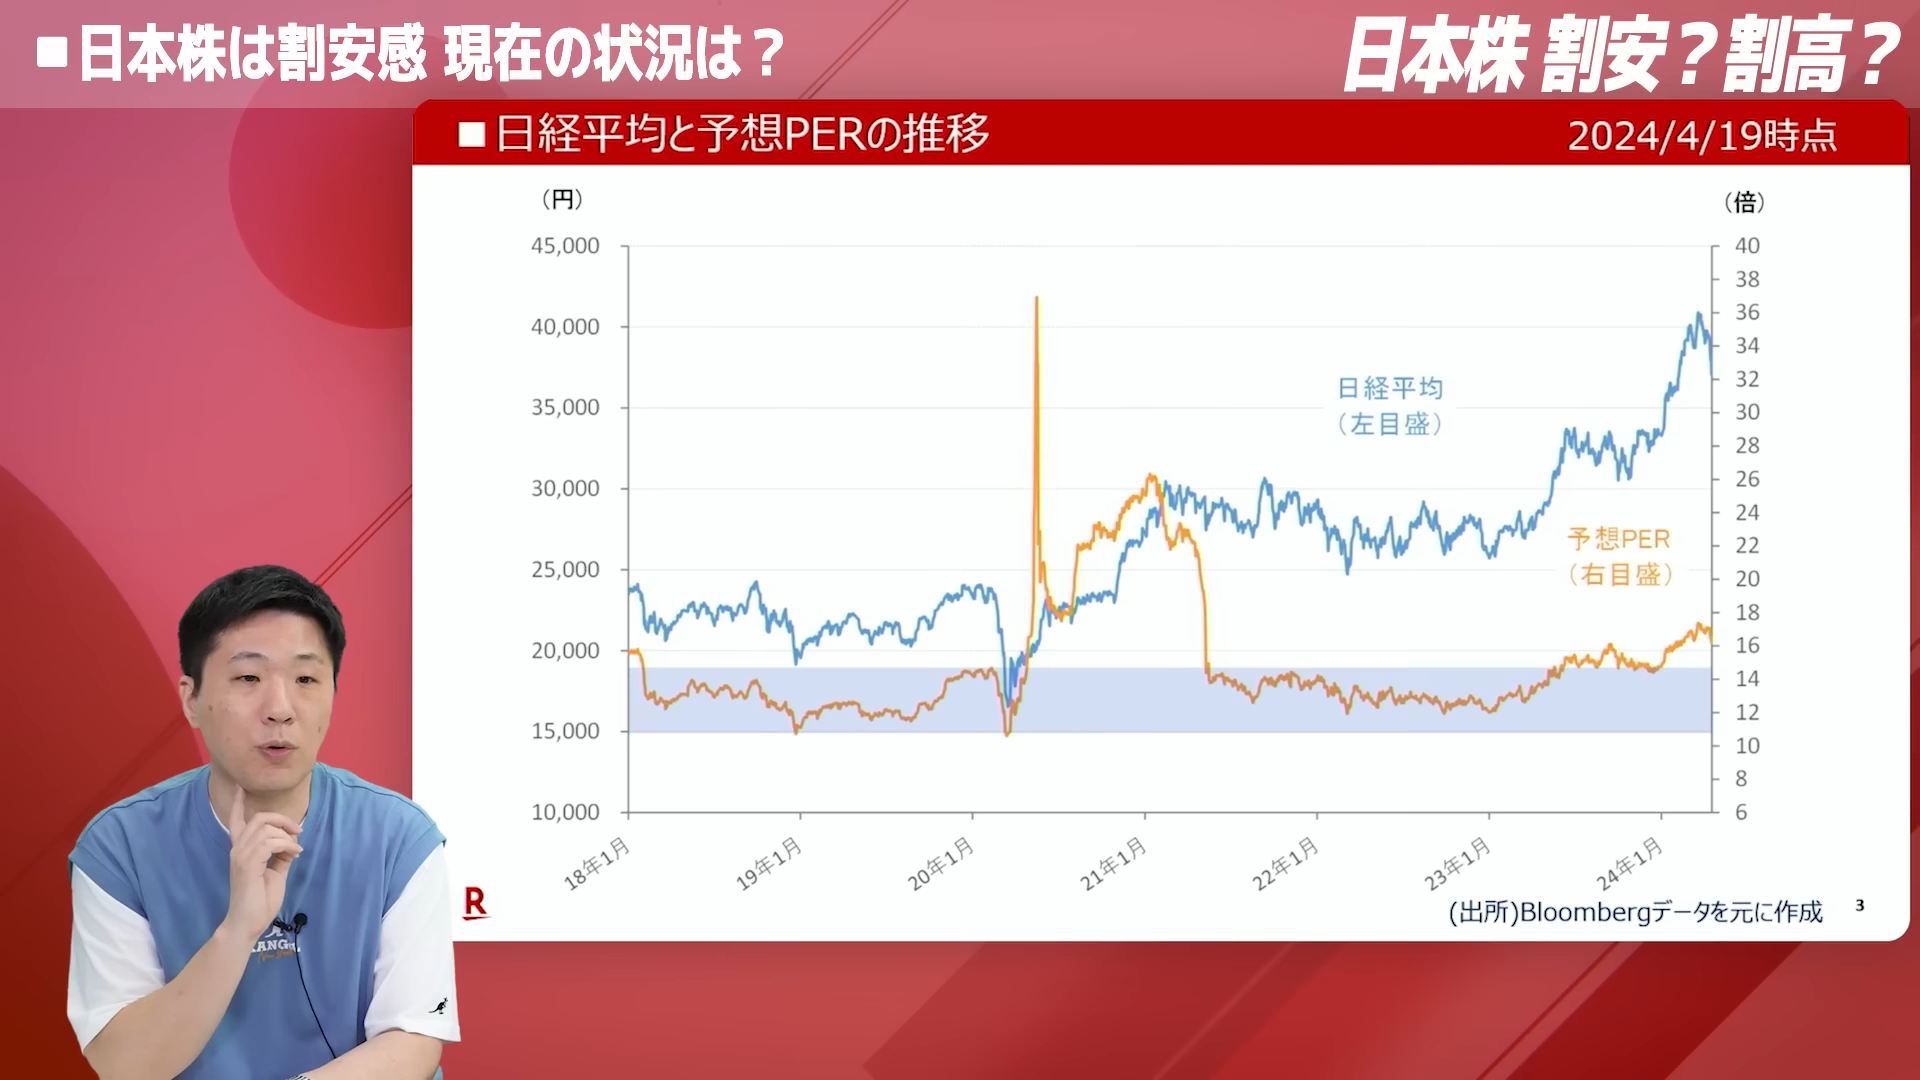 ■日本株は割安感 現在の状況は？
日本株 割安？割高？
■日経平均と予想PERの推移
2024/4/19時点
（円）
（倍）
45,000
40,000
35,000
30,000
25,000
20,000
15,000
10,000
40
38
36
34
32
30
28
26
24
22
20
18
16
14
12
10
8
6
日経平均
（左目盛）
予想PER
（右目盛）
18年1月
19年1月
20年1月
21年1月
22年1月
23年1月
24年1月
R
(出所)Bloombergデータを元に作成
3